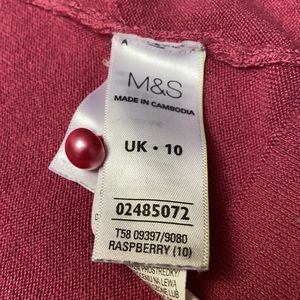 A
M&S
MADE IN CAMBODIA
UK • 10
02485072
T58 09397/9080
RASPBERRY (10)